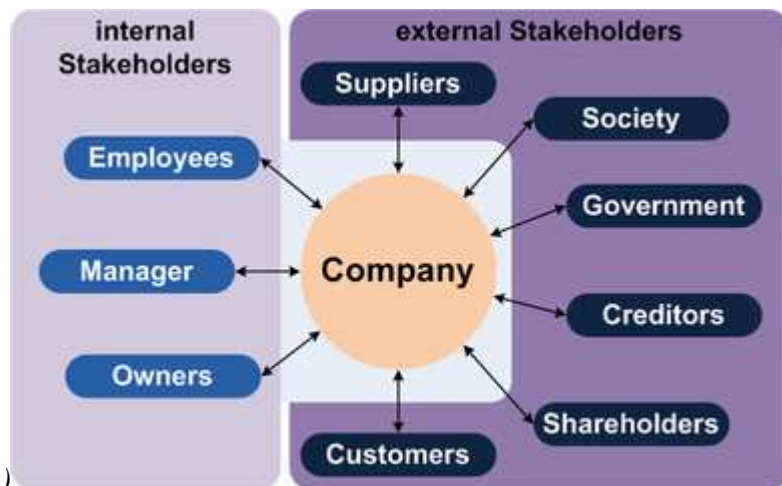 internal
Stakeholders
external Stakeholders
Suppliers
Society
Employees
Government
Manager
Company
Creditors
Owners
Shareholders
Customers
)